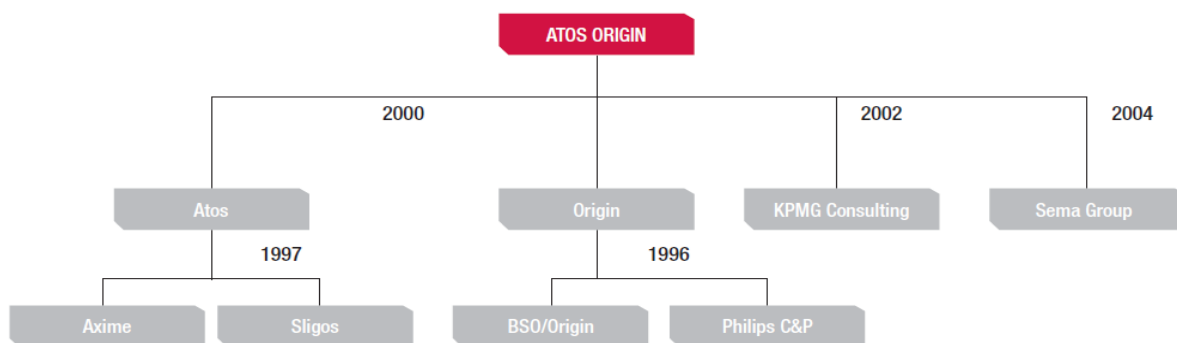 ATOS ORIGIN
2000
2002
2004
Atos
Origin
KPMG Consulting
Sema Group
1997
1996
Axime
Sligos
BSO/Origin
Philips C&P